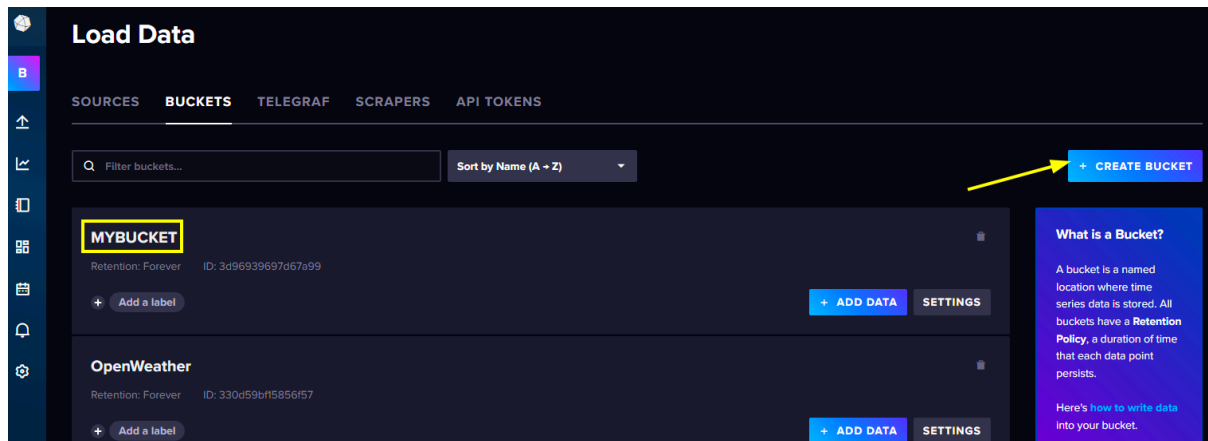 Load Data
B
SOURCES BUCKETS TELEGRAF SCRAPERS API TOKENS
Filter buckets...
Sort by Name (A → Z)
+ CREATE BUCKET
MYBUCKET
Retention: Forever ID: 3d96939697d67a99
+ Add a label
+ ADD DATA SETTINGS
OpenWeather
Retention: Forever ID: 330d59bf15856f57
+ Add a label
+ ADD DATA SETTINGS
What is a Bucket?
A bucket is a named
location where time
series data is stored. All
buckets have a Retention
Policy, a duration of time
that each data point
persists.
Here's how to write data
into your bucket.